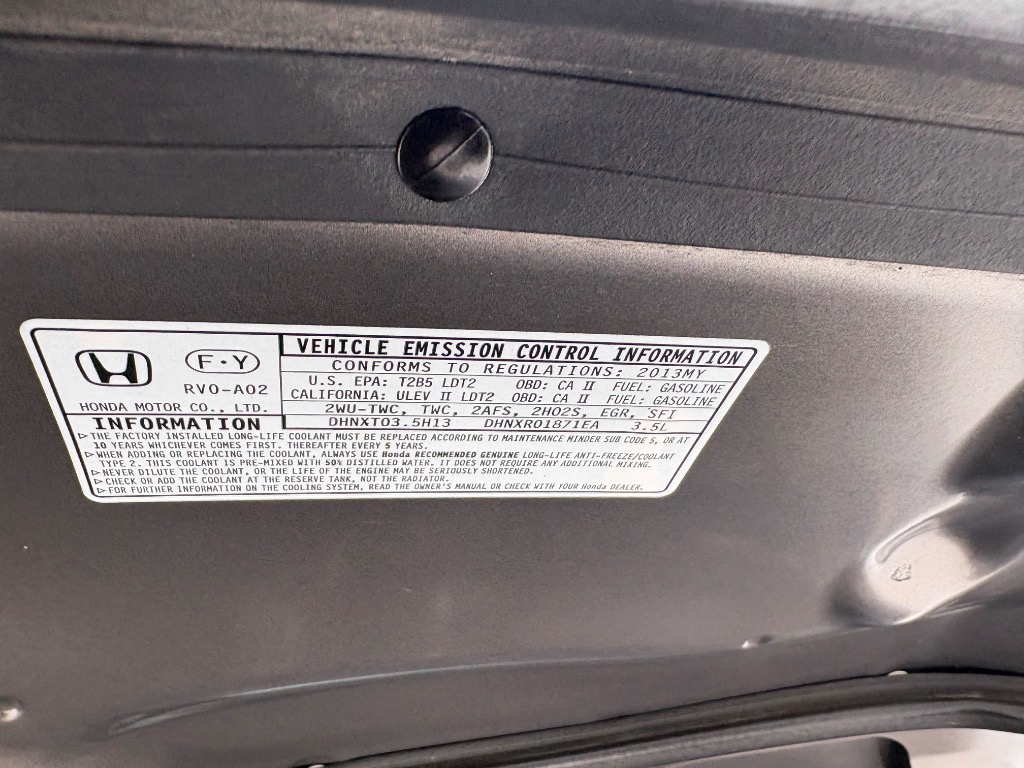 F·Y
RV0-A02
HONDA MOTOR CO., LTD.
VEHICLE EMISSION CONTROL INFORMATION
CONFORMS TO REGULATIONS: 2013MY
U.S. EPA: T2B5 LDT2 OBD: CA II FUEL: GASOLINE
CALIFORNIA: ULEV II LDT2 OBD: CA II FUEL: GASOLINE
2WU-TWC, TWC, 2AFS, 2HO2S, EGR, SFI
DHNXT03.5H13 DHNXR01871EA 3.5L
INFORMATION
▷THE FACTORY INSTALLED LONG-LIFE COOLANT MUST BE REPLACED ACCORDING TO MAINTENANCE MINDER SUB CODE 5, OR AT
10 YEARS WHICHEVER COMES FIRST. THEREAFTER EVERY 5 YEARS.
▷WHEN ADDING OR REPLACING THE COOLANT, ALWAYS USE Honda RECOMMENDED GENUINE LONG-LIFE ANTI-FREEZE/COOLANT
TYPE 2. THIS COOLANT IS PRE-MIXED WITH 50% DISTILLED WATER. IT DOES NOT REQUIRE ANY ADDITIONAL MIXING.
▷NEVER DILUTE THE COOLANT, OR THE LIFE OF THE ENGINE MAY BE SERIOUSLY SHORTENED.
▷CHECK OR ADD THE COOLANT AT THE RESERVE TANK, NOT THE RADIATOR.
▷FOR FURTHER INFORMATION ON THE COOLING SYSTEM, READ THE OWNER'S MANUAL OR CHECK WITH YOUR Honda DEALER.